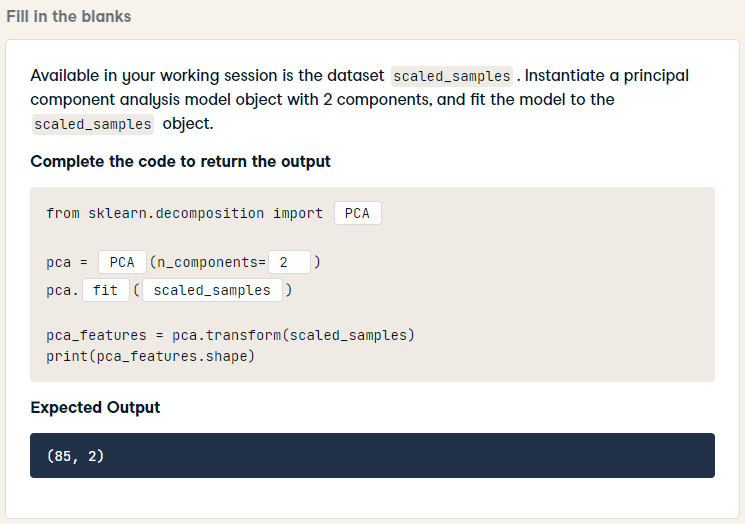 Fill in the blanks
Available in your working session is the dataset scaled_samples . Instantiate a principal
component analysis model object with 2 components, and fit the model to the
scaled_samples object.
Complete the code to return the output
from sklearn.decomposition import PCA
pca = PCA (n_components= 2 )
pca. fit ( scaled_samples )
pca_features = pca.transform(scaled_samples)
print(pca_features.shape)
Expected Output
(85, 2)